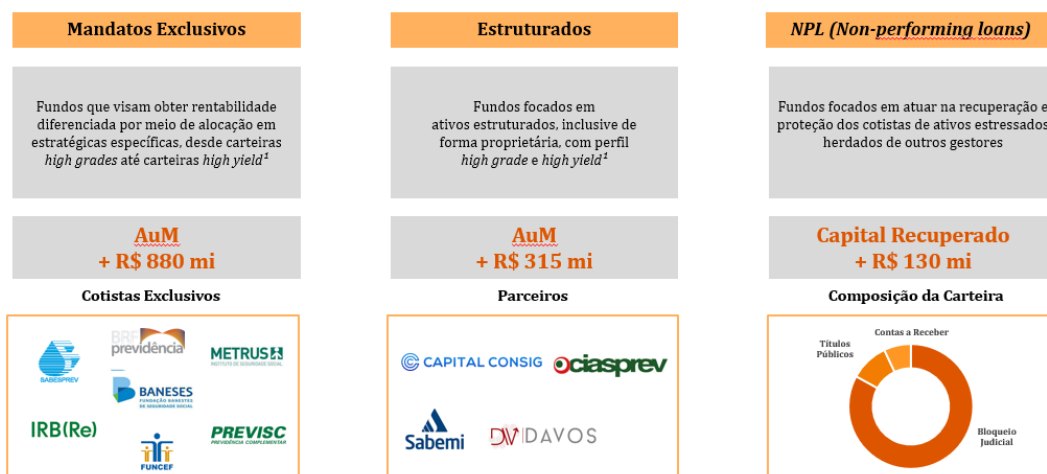 Mandatos Exclusivos
Fundos que visam obter rentabilidade
diferenciada por meio de alocação em
estratégicas específicas, desde carteiras
high grades até carteiras high yield¹
AuM
+ R$ 880 mi
Cotistas Exclusivos
SABESPREV
BRF
previdência
METRUS
INSTITUTO DE SEGURIDADE SOCIAL
BANESES
FUNDAÇÃO BANESTES
DE SEGURIDADE SOCIAL
IRB(Re)
FUNCEF
PREVISC
PREVIDÊNCIA COMPLEMENTAR
Estruturados
Fundos focados em
ativos estruturados, inclusive de
forma proprietária, com perfil
high grade e high yield¹
AuM
+ R$ 315 mi
Parceiros
CAPITAL CONSIG
ciasprev
Sabemi
DV DAVOS
NPL (Non-performing loans)
Fundos focados em atuar na recuperação e
proteção dos cotistas de ativos estressados
herdados de outros gestores
Capital Recuperado
+ R$ 130 mi
Composição da Carteira
Contas a Receber
Títulos
Públicos
Bloqueio
Judicial